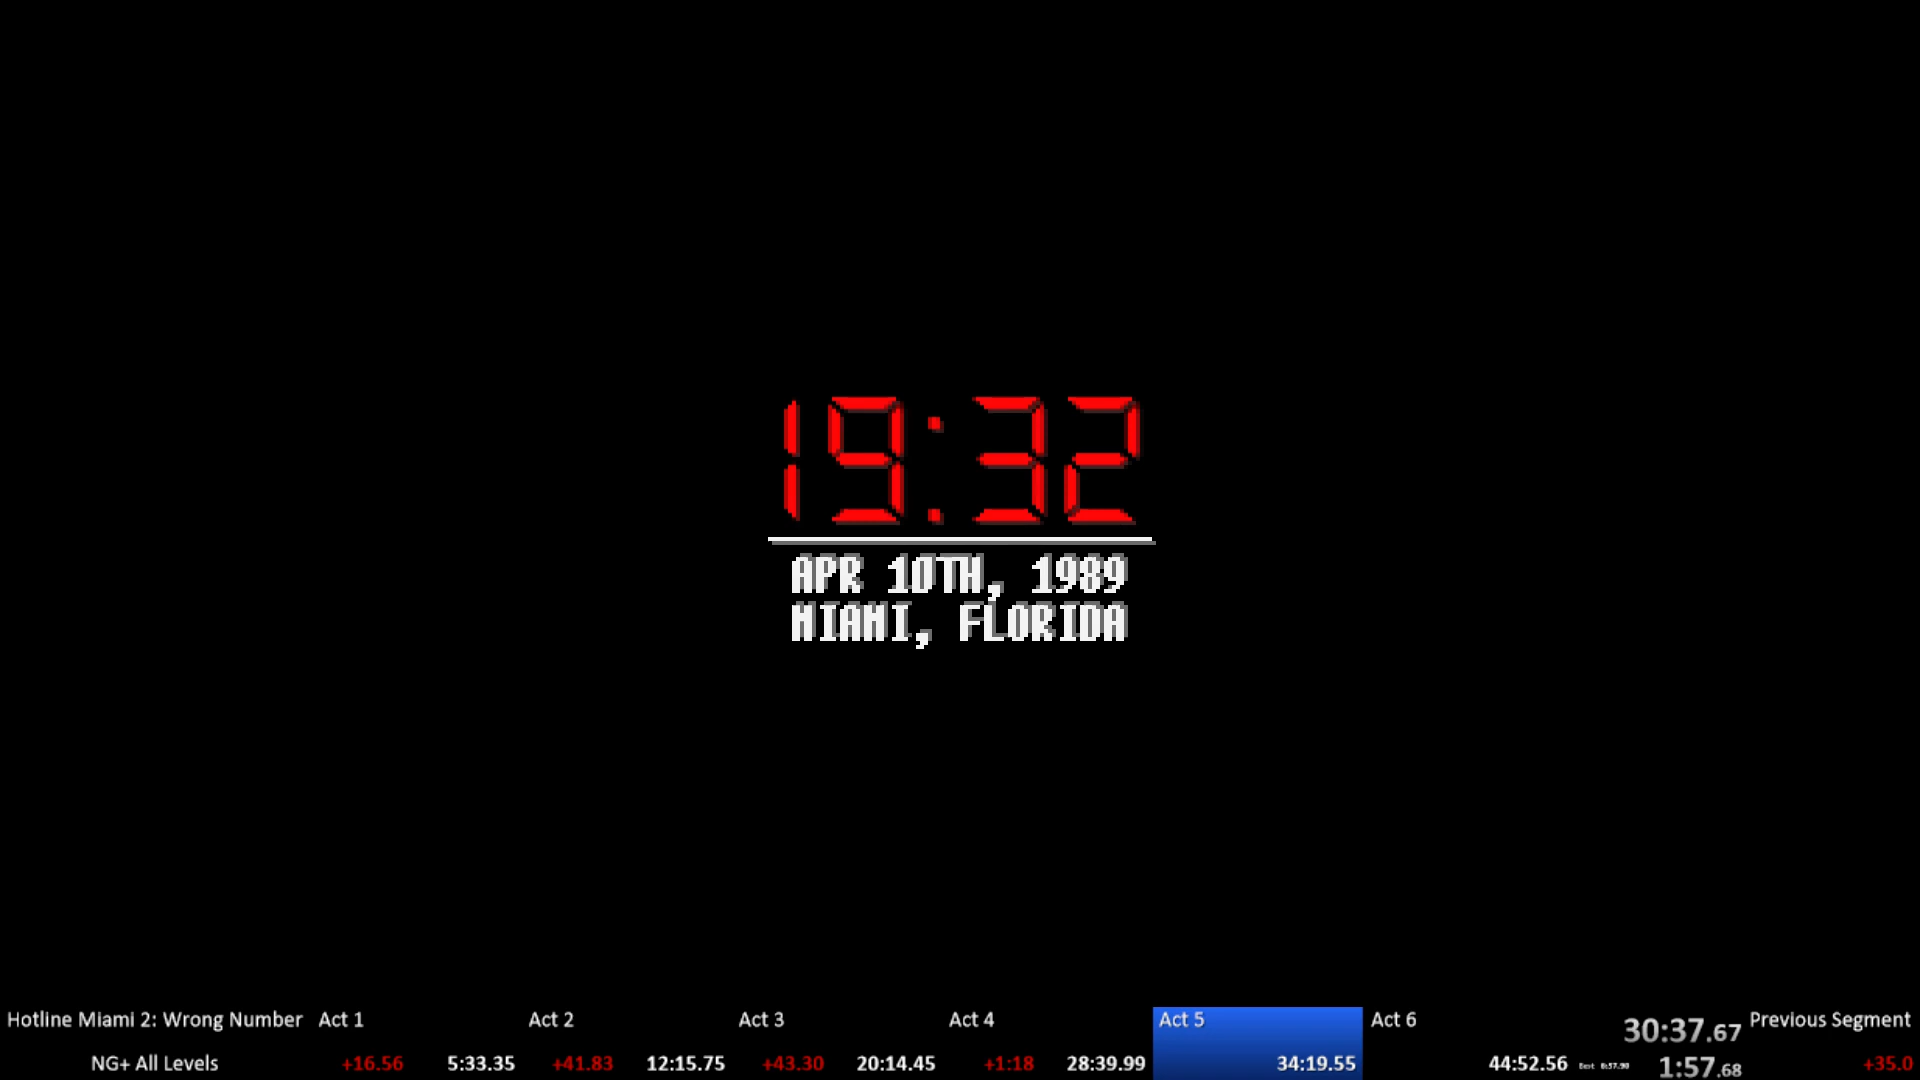 19:32
APR 10TH, 1989
MIAMI, FLORIDA
Hotline Miami 2: Wrong Number Act 1 Act 2 Act 3 Act 4 Act 5 Act 6 30:37.67 Previous Segment
NG+ All Levels +16.56 5:33.35 +41.83 12:15.75 +43.30 20:14.45 +1:18 28:39.99 34:19.55 44:52.56 Best 1:57.68 +35.0